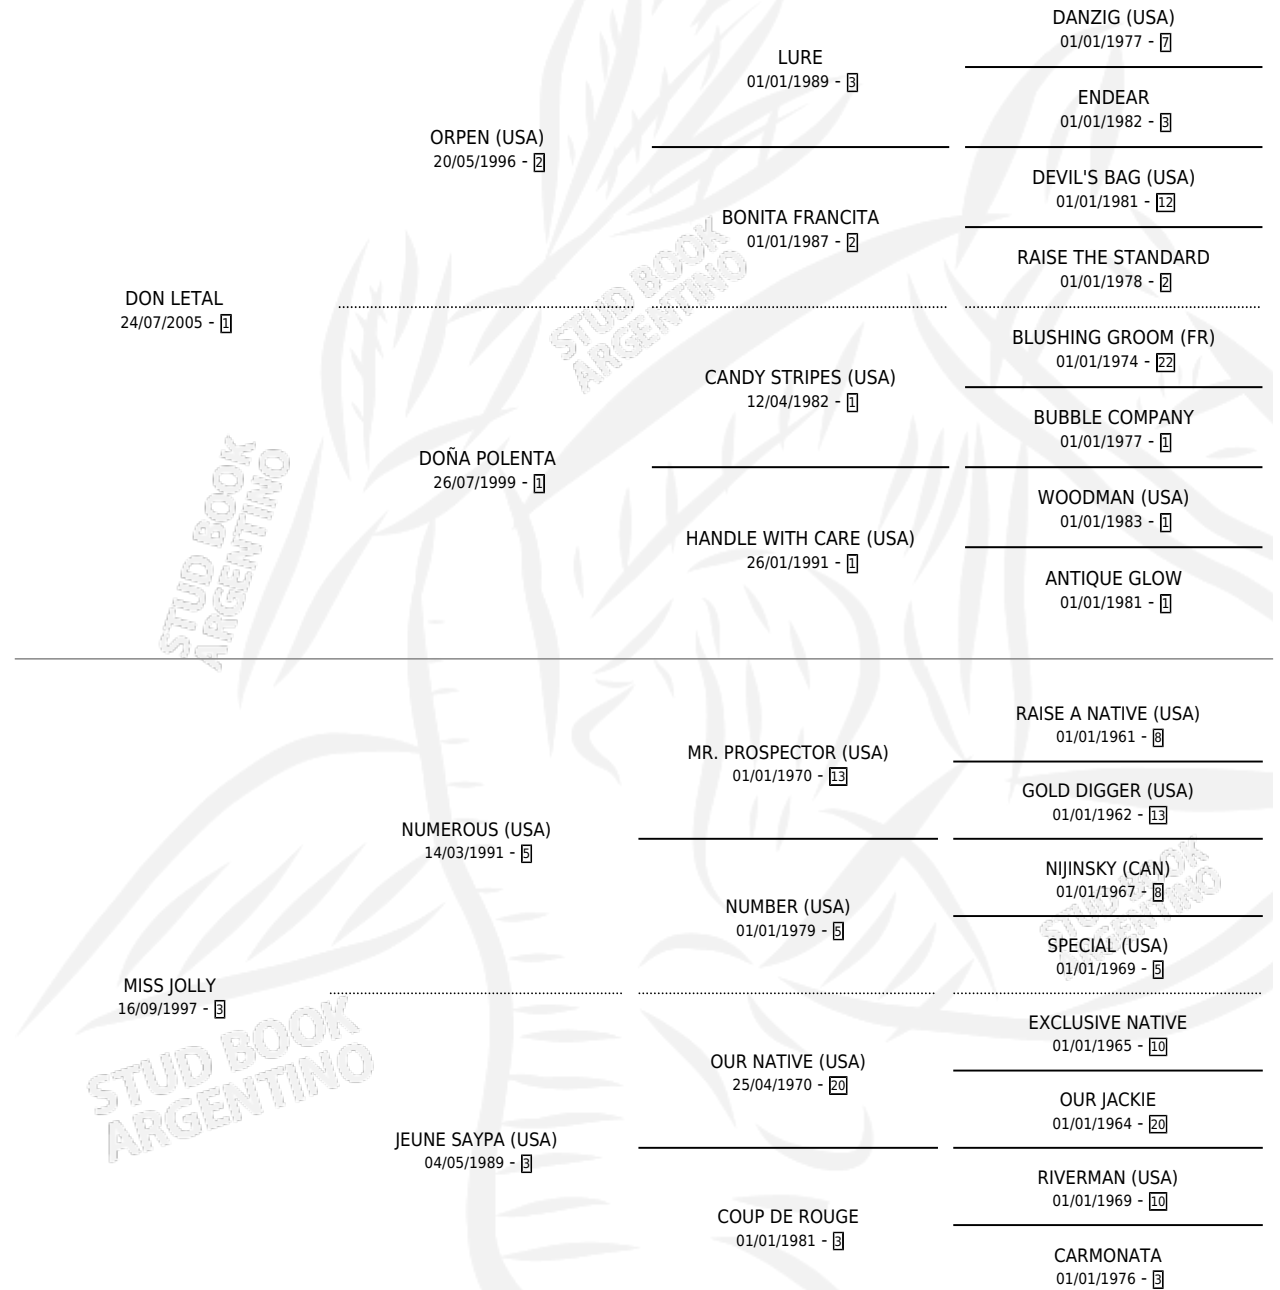 DANZIG (USA)
01/01/1977 - 7
LURE
01/01/1989 - 3
ENDEAR
01/01/1982 - 3
ORPEN (USA)
20/05/1996 - 2
DEVIL'S BAG (USA)
01/01/1981 - 12
BONITA FRANCITA
01/01/1987 - 2
RAISE THE STANDARD
01/01/1978 - 2
DON LETAL
24/07/2005 - 1
BLUSHING GROOM (FR)
01/01/1974 - 22
CANDY STRIPES (USA)
12/04/1982 - 1
BUBBLE COMPANY
01/01/1977 - 1
DOÑA POLENTA
26/07/1999 - 1
WOODMAN (USA)
01/01/1983 - 1
HANDLE WITH CARE (USA)
26/01/1991 - 1
ANTIQUE GLOW
01/01/1981 - 1
RAISE A NATIVE (USA)
01/01/1961 - 8
MR. PROSPECTOR (USA)
01/01/1970 - 13
GOLD DIGGER (USA)
01/01/1962 - 13
NUMEROUS (USA)
14/03/1991 - 5
NIJINSKY (CAN)
01/01/1967 - 8
NUMBER (USA)
01/01/1979 - 5
SPECIAL (USA)
01/01/1969 - 5
MISS JOLLY
16/09/1997 - 3
EXCLUSIVE NATIVE
01/01/1965 - 10
OUR NATIVE (USA)
25/04/1970 - 20
OUR JACKIE
01/01/1964 - 20
JEUNE SAYPA (USA)
04/05/1989 - 3
RIVERMAN (USA)
01/01/1969 - 10
COUP DE ROUGE
01/01/1981 - 3
CARMONATA
01/01/1976 - 3
STUD BOOK
ARGENTINO
STUD BOOK
ARGENTINO
STUD BOOK
ARGENTINO
STUD BOOK
ARGENTINO